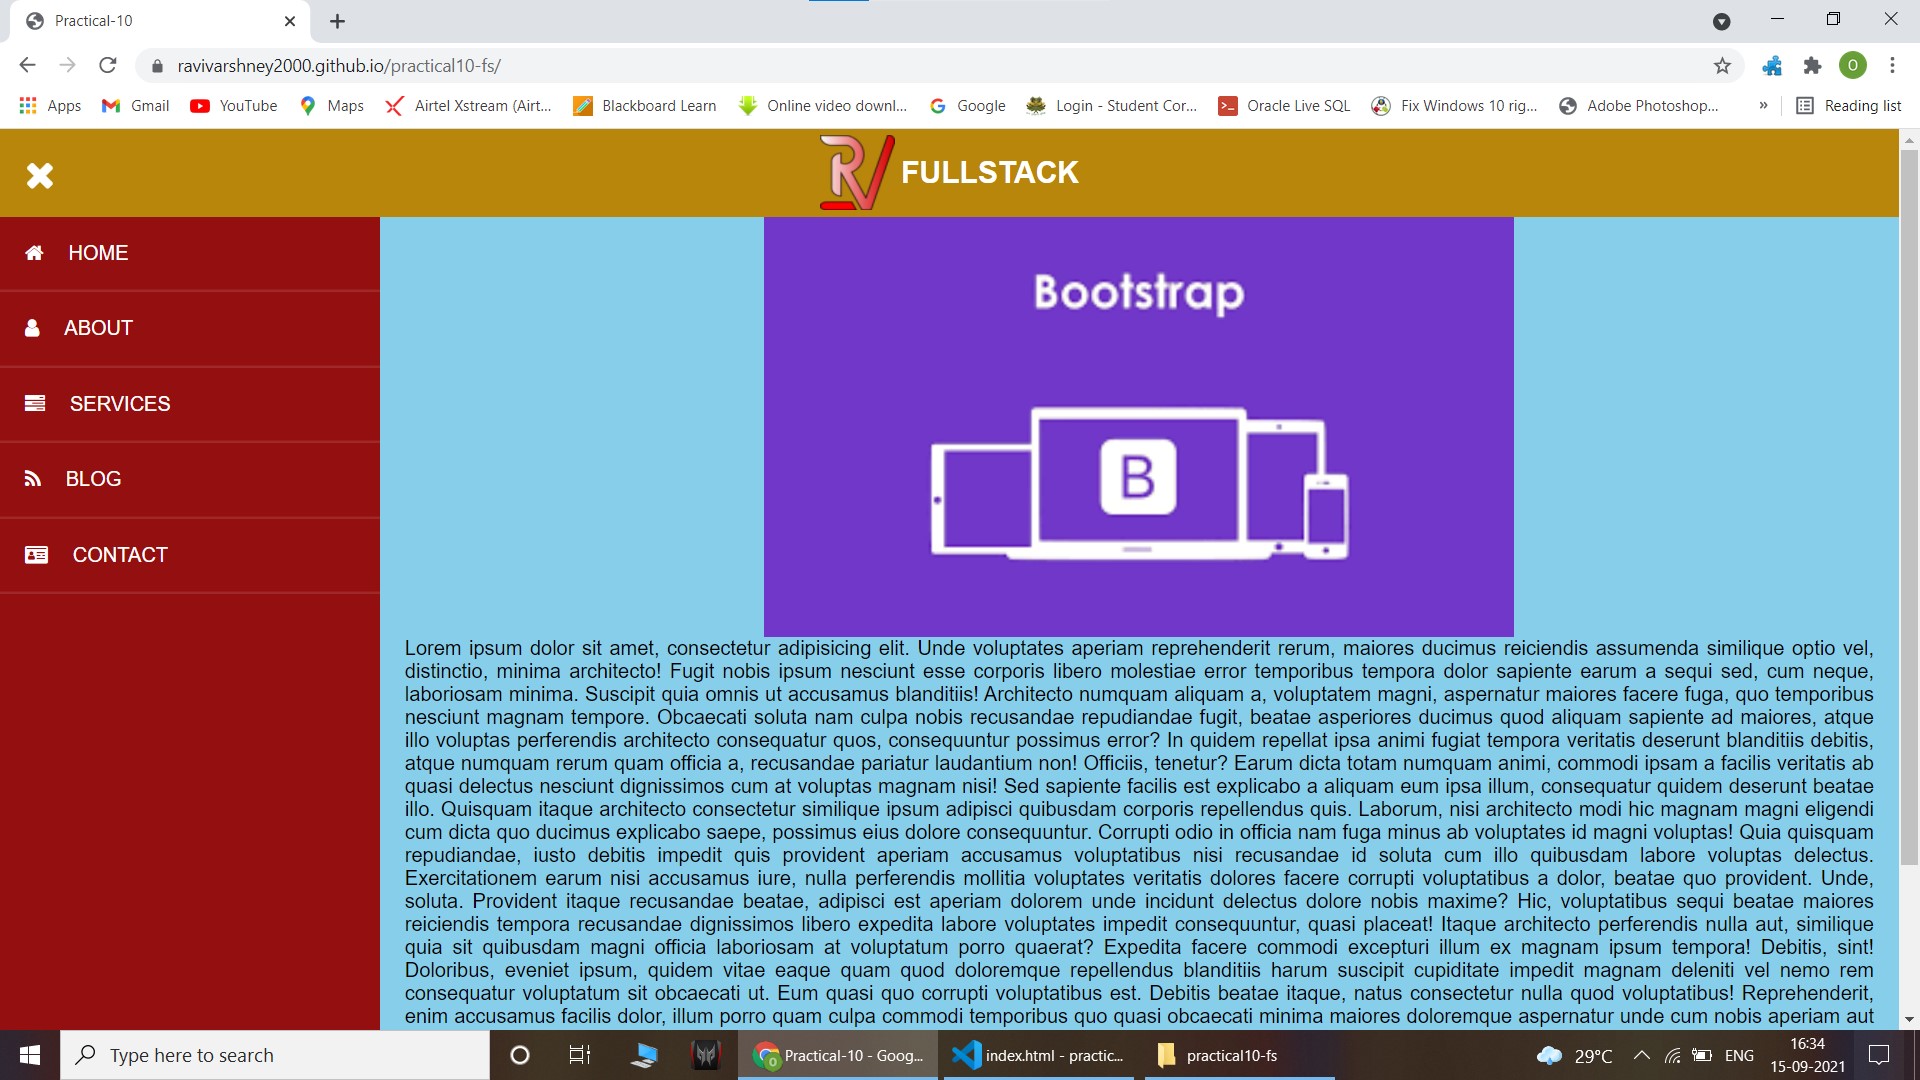 Practical-10
ravivarshney2000.github.io/practical10-fs/
O
Apps Gmail YouTube Maps Airtel Xstream (Airt... Blackboard Learn Online video downl... Google Login - Student Cor... Oracle Live SQL Fix Windows 10 rig... Adobe Photoshop... » Reading list
RV FULLSTACK
HOME
ABOUT
SERVICES
BLOG
CONTACT
Bootstrap
B
Lorem ipsum dolor sit amet, consectetur adipisicing elit. Unde voluptates aperiam reprehenderit rerum, maiores ducimus reiciendis assumenda similique optio vel,
distinctio, minima architecto! Fugit nobis ipsum nesciunt esse corporis libero molestiae error temporibus tempora dolor sapiente earum a sequi sed, cum neque,
laboriosam minima. Suscipit quia omnis ut accusamus blanditiis! Architecto numquam aliquam a, voluptatem magni, aspernatur maiores facere fuga, quo temporibus
nesciunt magnam tempore. Obcaecati soluta nam culpa nobis recusandae repudiandae fugit, beatae asperiores ducimus quod aliquam sapiente ad maiores, atque
illo voluptas perferendis architecto consequatur quos, consequuntur possimus error? In quidem repellat ipsa animi fugiat tempora veritatis deserunt blanditiis debitis,
atque numquam rerum quam officia a, recusandae pariatur laudantium non! Officiis, tenetur? Earum dicta totam numquam animi, commodi ipsam a facilis veritatis ab
quasi delectus nesciunt dignissimos cum at voluptas magnam nisi! Sed sapiente facilis est explicabo a aliquam eum ipsa illum, consequatur quidem deserunt beatae
illo. Quisquam itaque architecto consectetur similique ipsum adipisci quibusdam corporis repellendus quis. Laborum, nisi architecto modi hic magnam magni eligendi
cum dicta quo ducimus explicabo saepe, possimus eius dolore consequuntur. Corrupti odio in officia nam fuga minus ab voluptates id magni voluptas! Quia quisquam
repudiandae, iusto debitis impedit quis provident aperiam accusamus voluptatibus nisi recusandae id soluta cum illo quibusdam labore voluptas delectus.
Exercitationem earum nisi accusamus iure, nulla perferendis mollitia voluptates veritatis dolores facere corrupti voluptatibus a dolor, beatae quo provident. Unde,
soluta. Provident itaque recusandae beatae, adipisci est aperiam dolorem unde incidunt delectus dolore nobis maxime? Hic, voluptatibus sequi beatae maiores
reiciendis tempora recusandae dignissimos libero expedita labore voluptates impedit consequuntur, quasi placeat! Itaque architecto perferendis nulla aut, similique
quia sit quibusdam magni officia laboriosam at voluptatum porro quaerat? Expedita facere commodi excepturi illum ex magnam ipsum tempora! Debitis, sint!
Doloribus, eveniet ipsum, quidem vitae eaque quam quod doloremque repellendus blanditiis harum suscipit cupiditate impedit magnam deleniti vel nemo rem
consequatur voluptatum sit obcaecati ut. Eum quasi quo corrupti voluptatibus est. Debitis beatae itaque, natus consectetur nulla quod voluptatibus! Reprehenderit,
enim accusamus facilis dolor, illum porro quam culpa commodi temporibus quo quasi obcaecati minima maiores doloremque aspernatur unde cum nobis aperiam aut
Type here to search Practical-10 - Goog... index.html - practic... practical10-fs 29°C ENG 16:34
15-09-2021